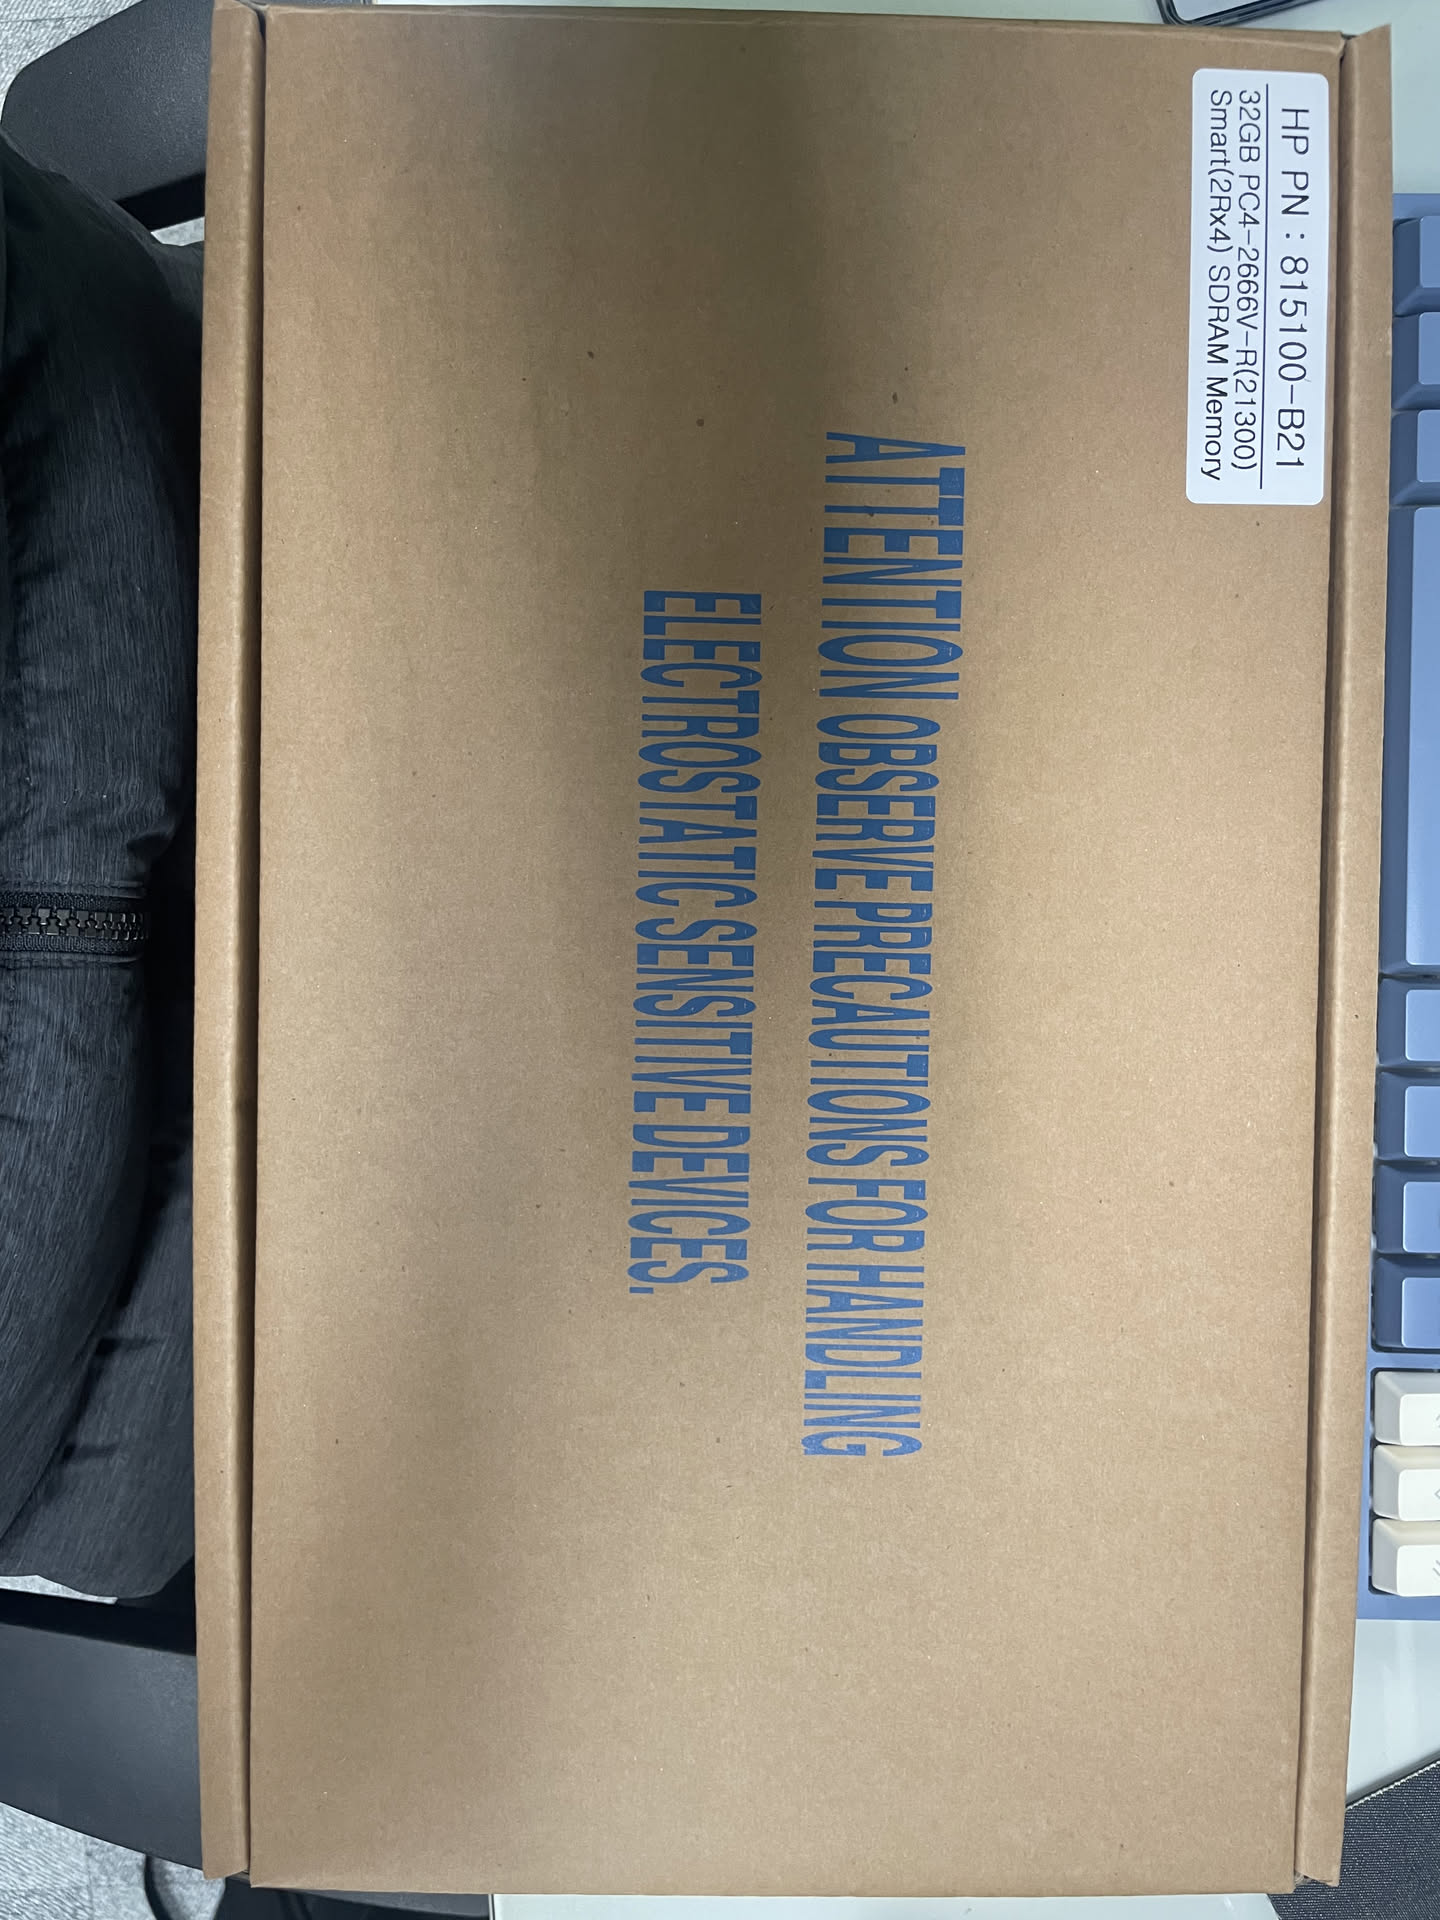 HP PN : 815100-B21
32GB PC4-2666V-R(21300)
Smart(2Rx4) SDRAM Memory
ATTENTION OBSERVE PRECAUTIONS FOR HANDLING
ELECTROSTATIC SENSITIVE DEVICES.